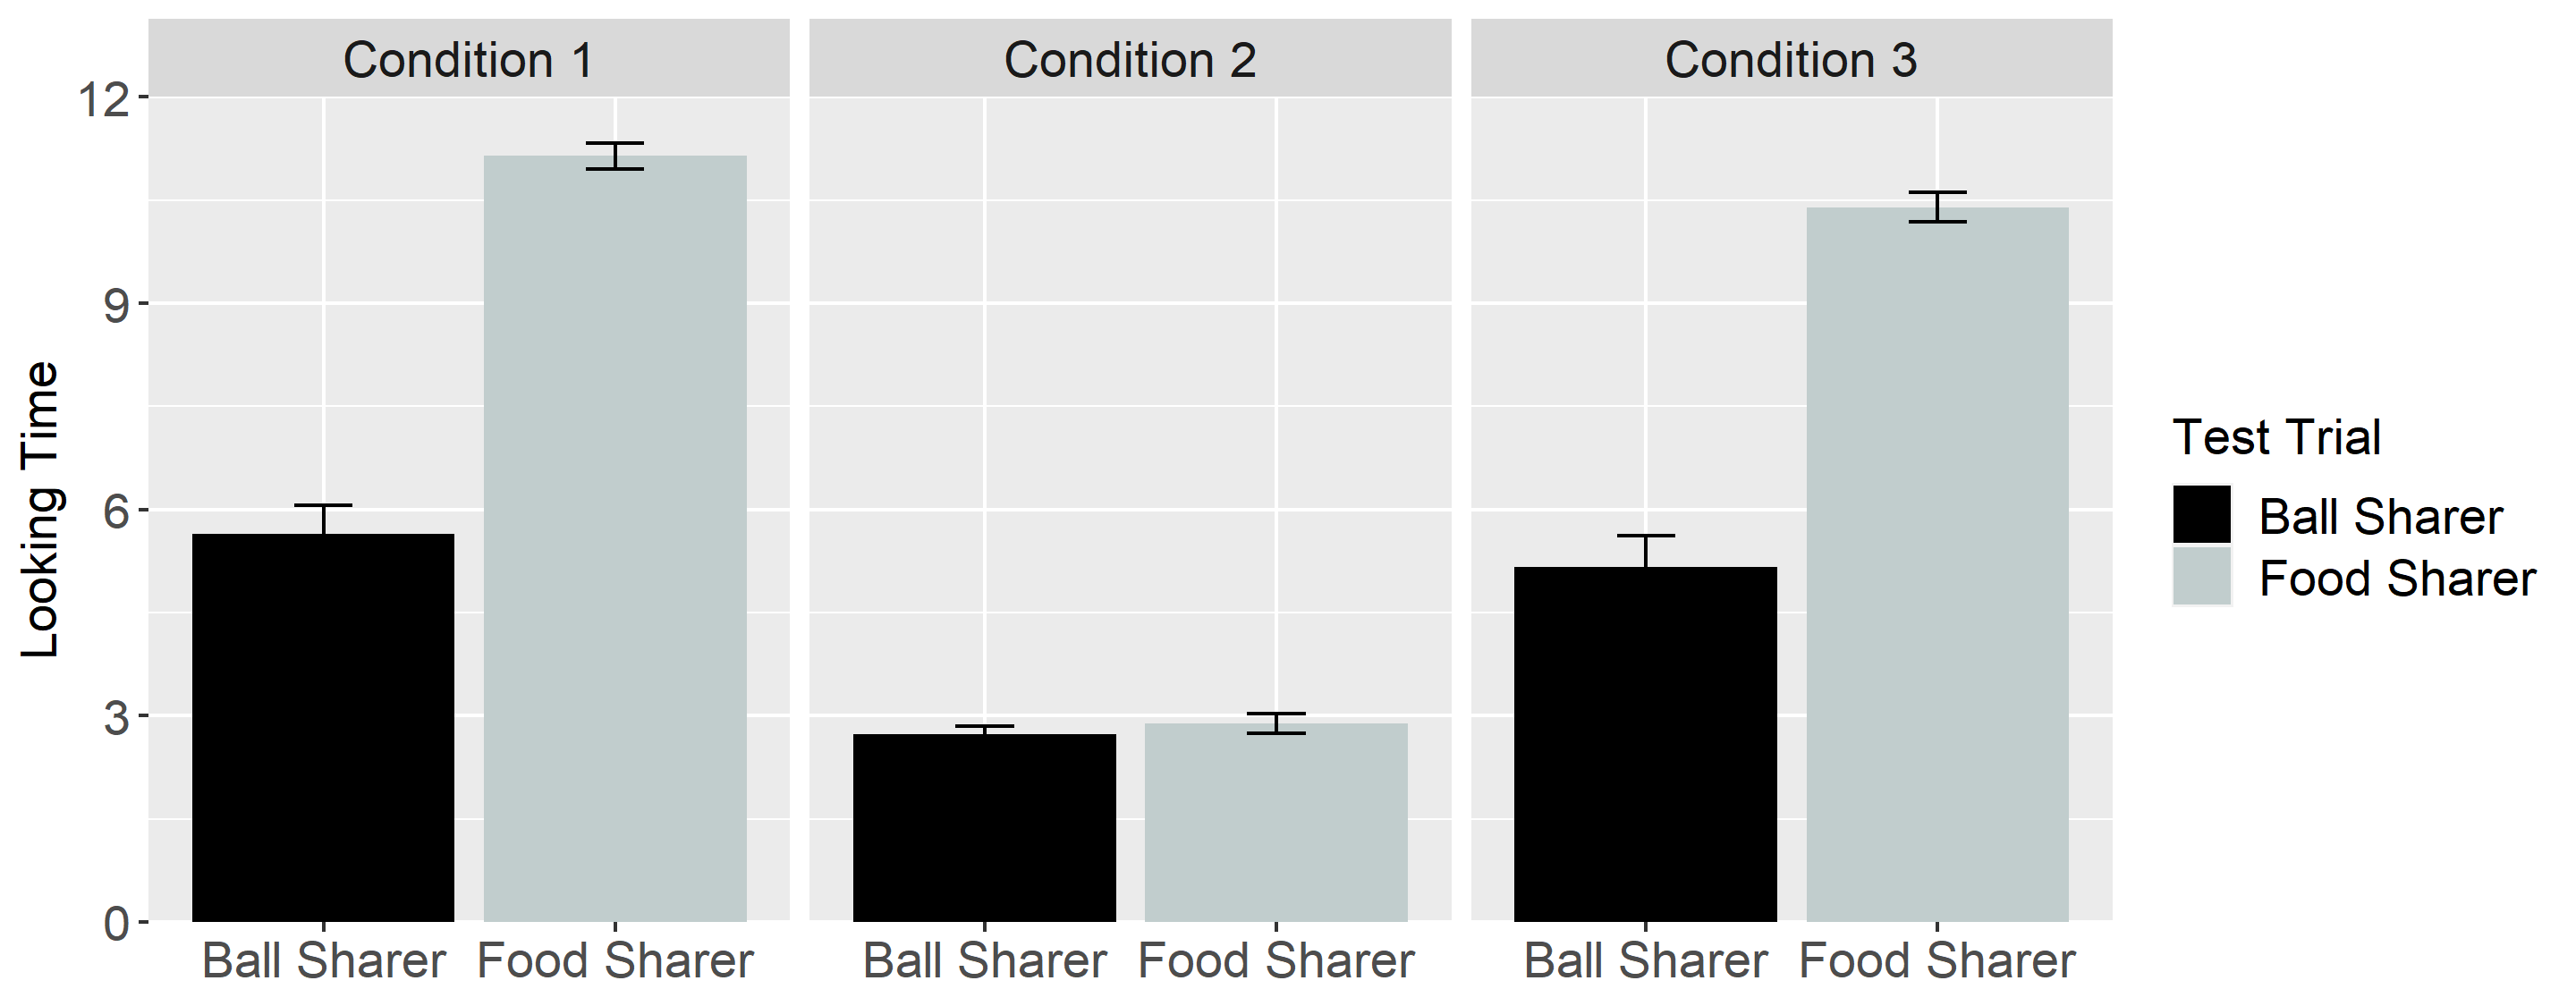 Condition 1
Condition 2
Condition 3
12
9
6
3
0
Looking Time
Ball Sharer
Food Sharer
Ball Sharer
Food Sharer
Ball Sharer
Food Sharer
Test Trial
Ball Sharer
Food Sharer